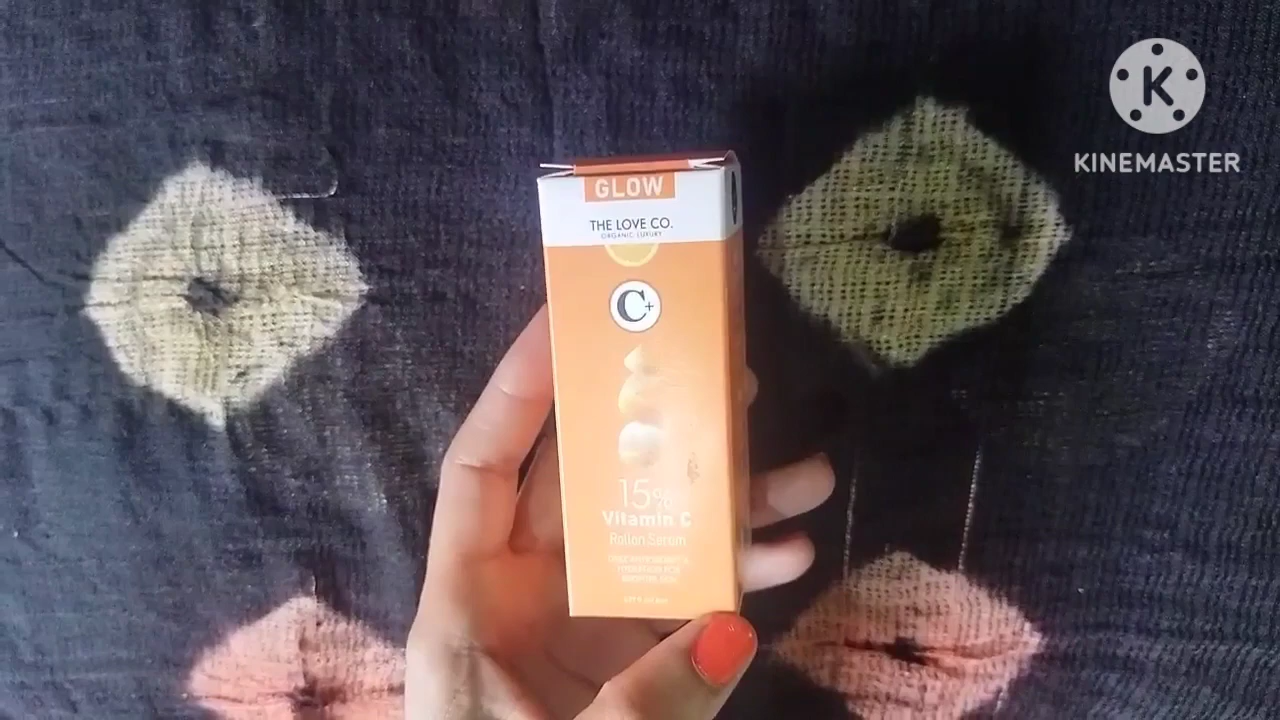 GLOW
THE LOVE CO.
ORGANIC LUXURY
C+
15%
Vitamin C
Rollon Serum
K
KINEMASTER